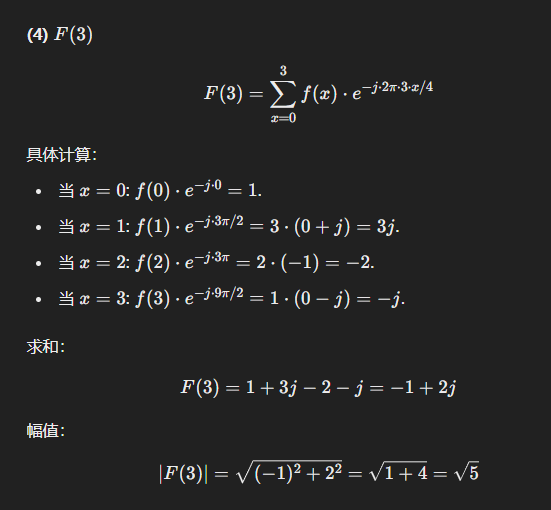 (4) F(3)
F(3) = \sum_{x=0}^{3} f(x) \cdot e^{-j \cdot 2\pi \cdot 3 \cdot x/4}
具体计算：
• 当 x = 0: f(0) \cdot e^{-j \cdot 0} = 1.
• 当 x = 1: f(1) \cdot e^{-j \cdot 3\pi/2} = 3 \cdot (0 + j) = 3j.
• 当 x = 2: f(2) \cdot e^{-j \cdot 3\pi} = 2 \cdot (-1) = -2.
• 当 x = 3: f(3) \cdot e^{-j \cdot 9\pi/2} = 1 \cdot (0 - j) = -j.
求和：
F(3) = 1 + 3j - 2 - j = -1 + 2j
幅值：
|F(3)| = \sqrt{(-1)^2 + 2^2} = \sqrt{1 + 4} = \sqrt{5}